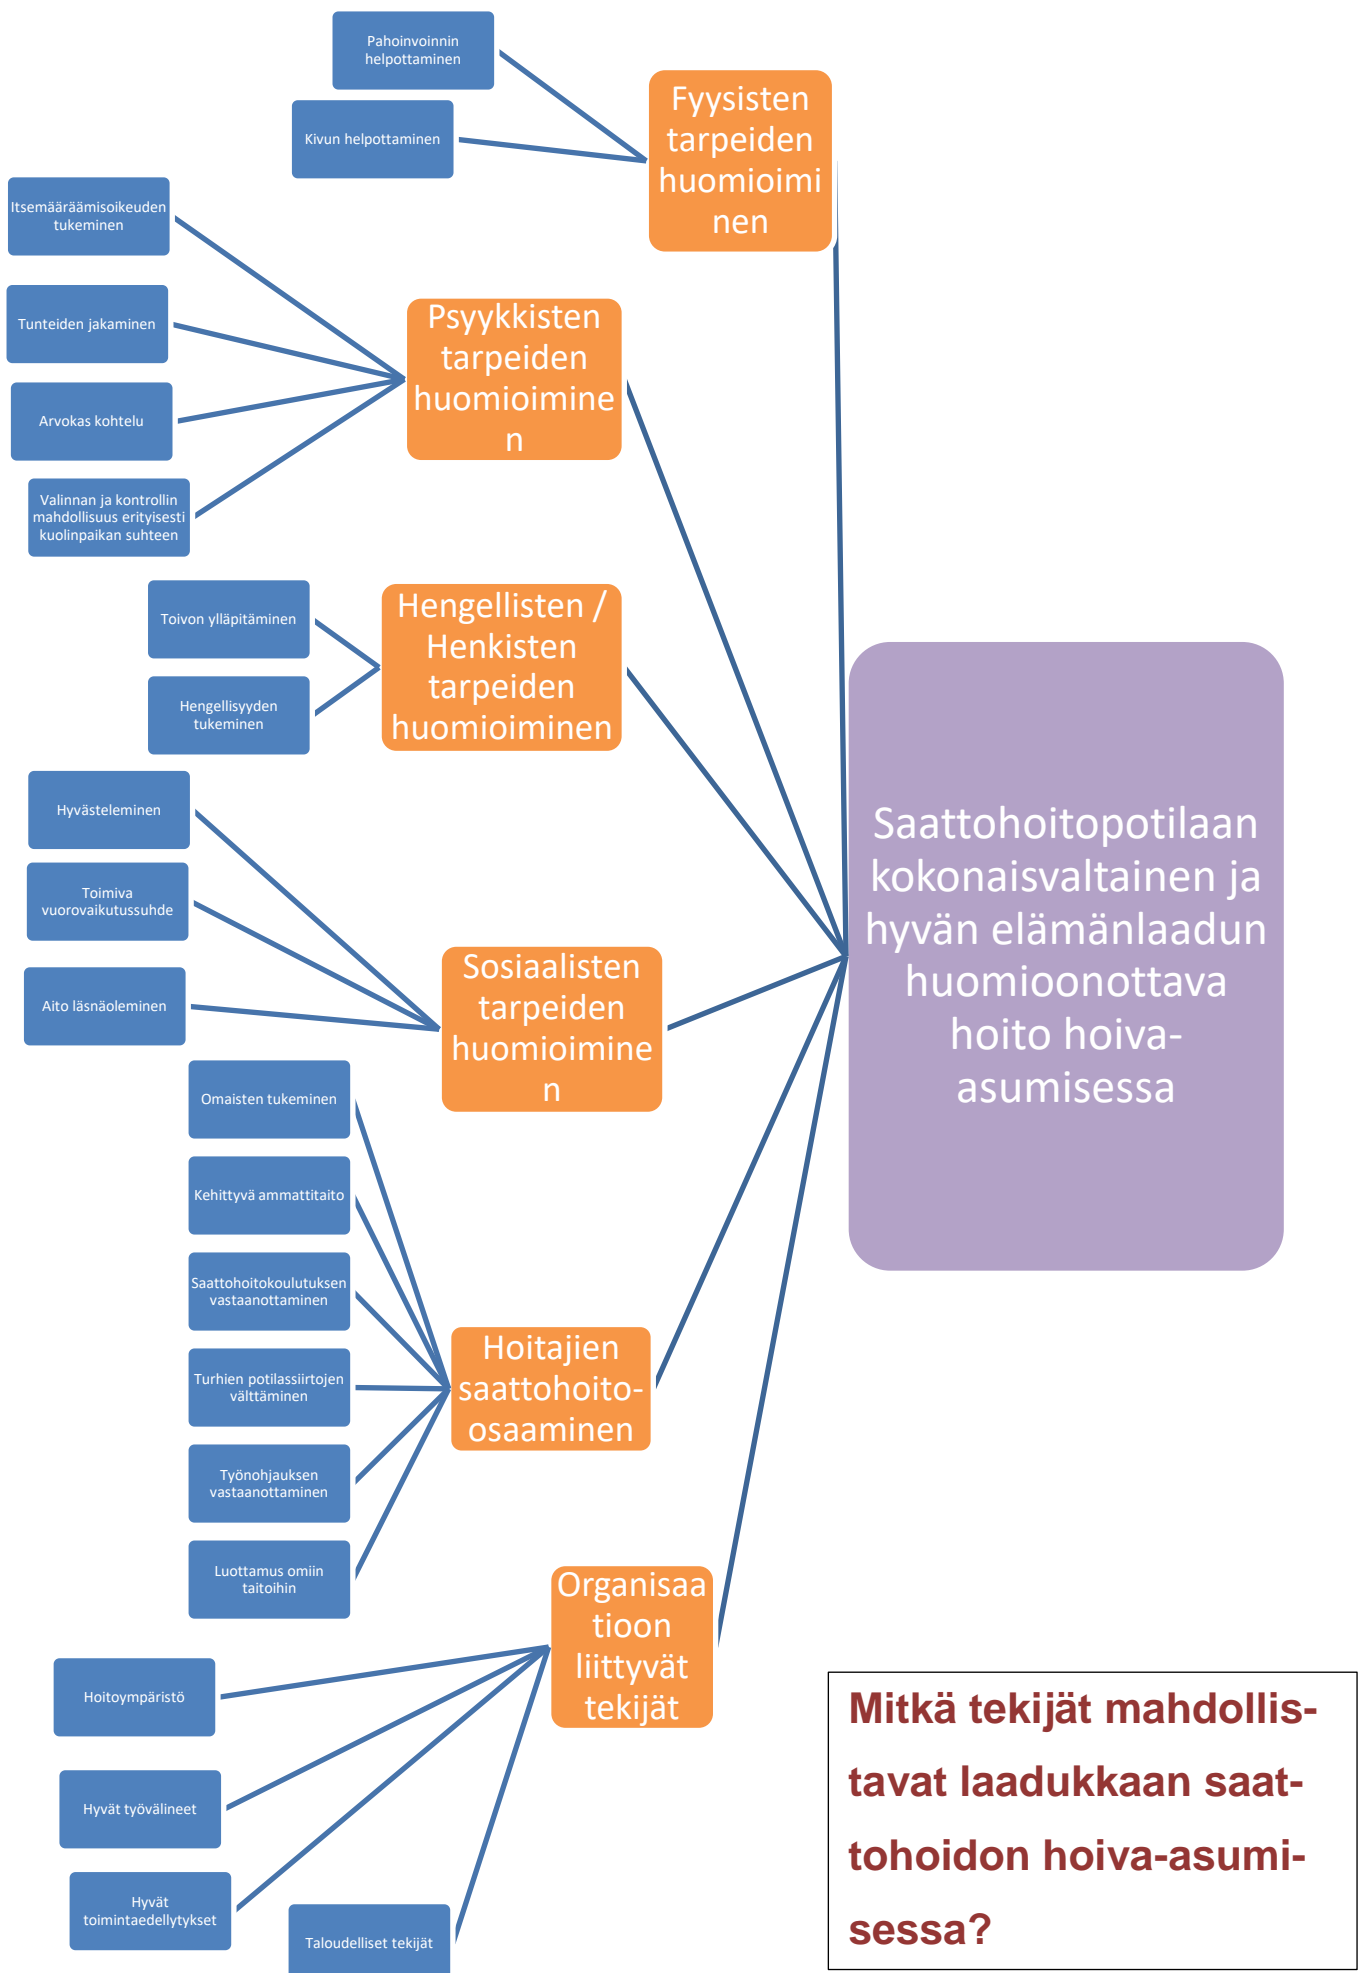 Pahoinvoinnin
helpottaminen
Kivun helpottaminen
Fyysisten
tarpeiden
huomioimi
nen
Itsemääräämisoikeuden
tukeminen
Tunteiden jakaminen
Arvokas kohtelu
Valinnan ja kontrollin
mahdollisuus erityisesti
kuolinpaikan suhteen
Psyykkisten
tarpeiden
huomioimine
n
Toivon ylläpitäminen
Hengellisyyden
tukeminen
Hengellisten /
Henkisten
tarpeiden
huomioiminen
Hyvästeleminen
Toimiva
vuorovaikutussuhde
Aito läsnäoleminen
Sosiaalisten
tarpeiden
huomioimine
n
Omaisten tukeminen
Kehittyvä ammattitaito
Saattohoitokoulutuksen
vastaanottaminen
Turhien potilassiirtojen
välttäminen
Työnohjauksen
vastaanottaminen
Luottamus omiin
taitoihin
Hoitajien
saattohoito-
osaaminen
Hoitoympäristö
Hyvät työvälineet
Hyvät
toimintaedellytykset
Taloudelliset tekijät
Organisaa
tioon
liittyvät
tekijät
Saattohoitopotilaan
kokonaisvaltainen ja
hyvän elämänlaadun
huomioonottava
hoito hoiva-
asumisessa
Mitkä tekijät mahdollis-
tavat laadukkaan saat-
tohoidon hoiva-asumi-
sessa?